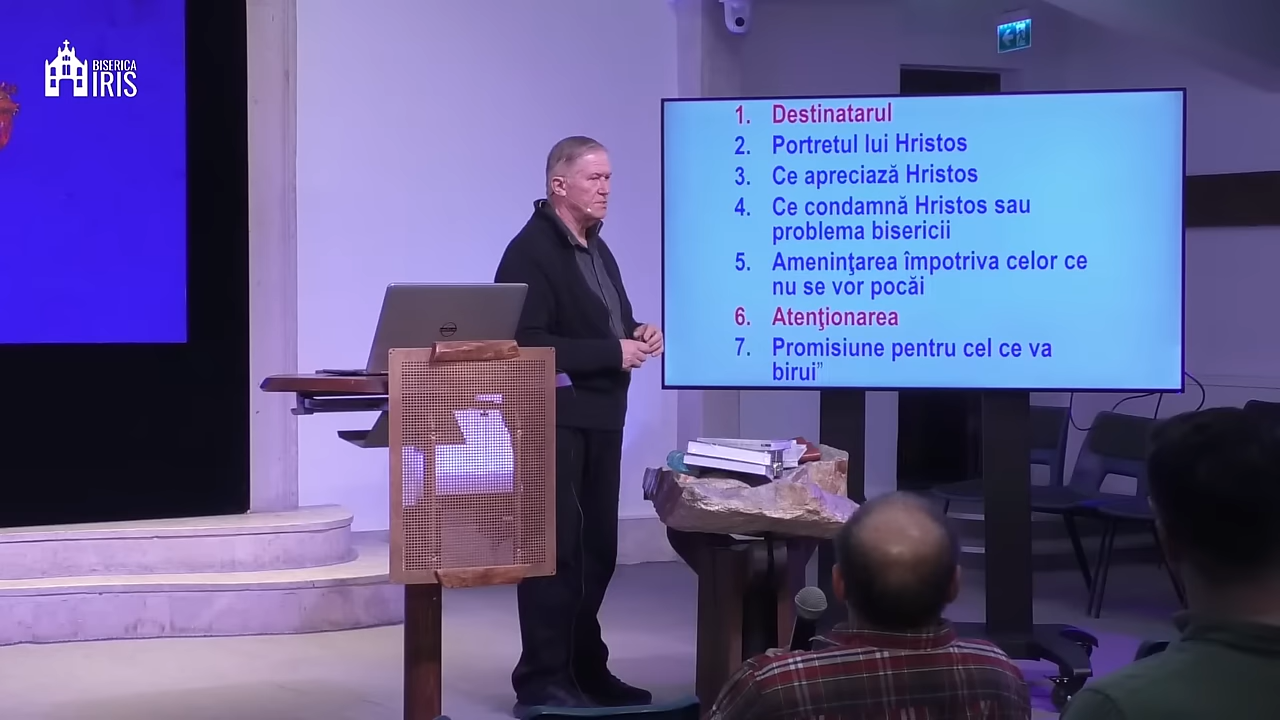 BISERICA
IRIS
1. Destinatarul
2. Portretul lui Hristos
3. Ce apreciază Hristos
4. Ce condamnă Hristos sau
problema bisericii
5. Ameninţarea împotriva celor ce
nu se vor pocăi
6. Atenţionarea
7. Promisiune pentru cel ce va
birui”